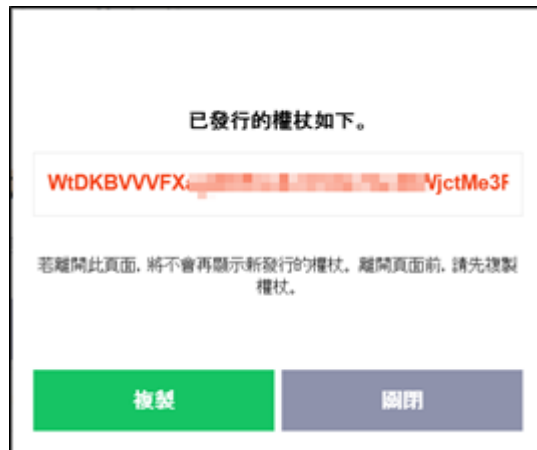 已發行的權杖如下。
WtDKBVVVFX VjctMe3F
若離開此頁面，將不會再顯示新發行的權杖。離開頁面前，請先複製
權杖。
複製 關閉